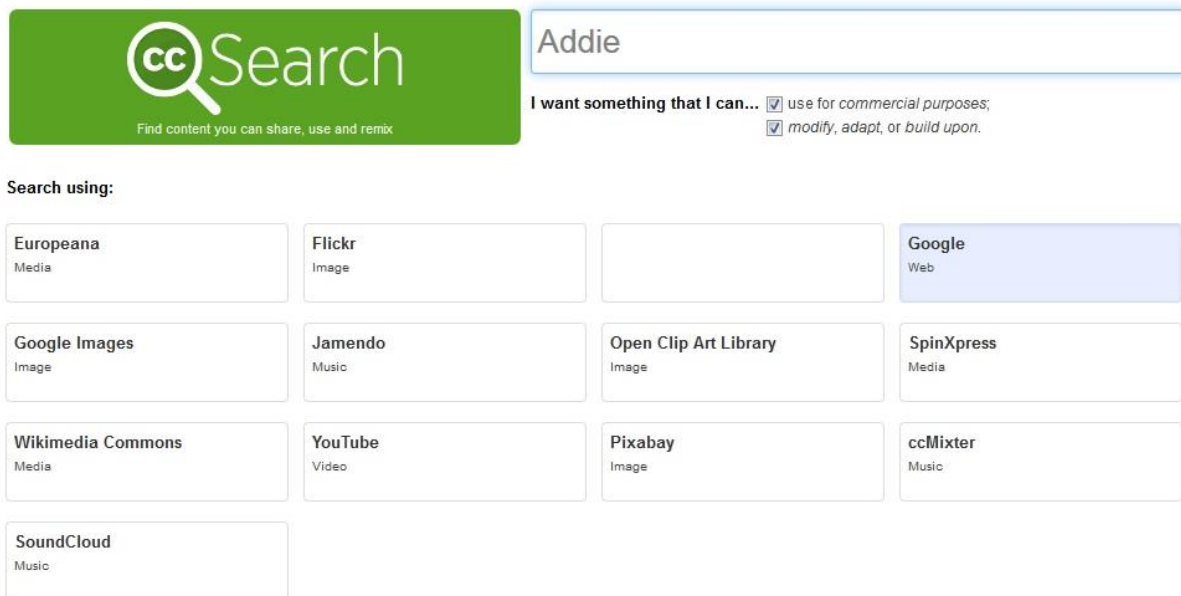 cc Search
Find content you can share, use and remix
Addie
I want something that I can... use for commercial purposes;
modify, adapt, or build upon.
Search using:
Europeana
Media
Flickr
Image
Google
Web
Google Images
Image
Jamendo
Music
Open Clip Art Library
Image
SpinXpress
Media
Wikimedia Commons
Media
YouTube
Video
Pixabay
Image
ccMixter
Music
SoundCloud
Music